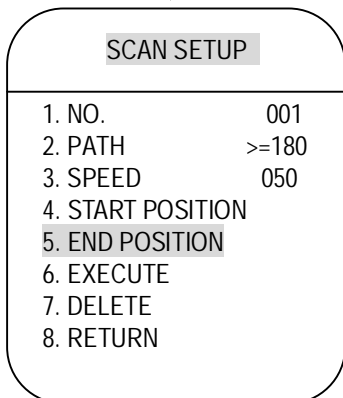 SCAN SETUP
1. NO. 001
2. PATH >=180
3. SPEED 050
4. START POSITION
5. END POSITION
6. EXECUTE
7. DELETE
8. RETURN